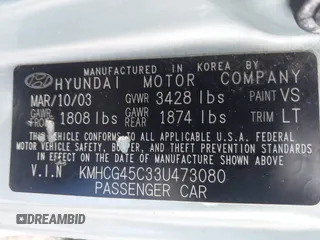 MANUFACTURED IN KOREA BY
HYUNDAI MOTOR COMPANY
MAR/10/03 GVWR 3428 lbs PAINT VS
GAWR FRONT 1808 lbs GAWR REAR 1874 lbs TRIM LT
THIS VEHICLE CONFORMS TO ALL APPLICABLE U.S.A. FEDERAL
MOTOR VEHICLE SAFETY, BUMPER, AND THEFT PREVENTION
STANDARDS IN EFFECT ON THE DATE OF MANUFACTURE SHOWN ABOVE.
V.I.N KMHCG45C33U473080
PASSENGER CAR
DREAMBID